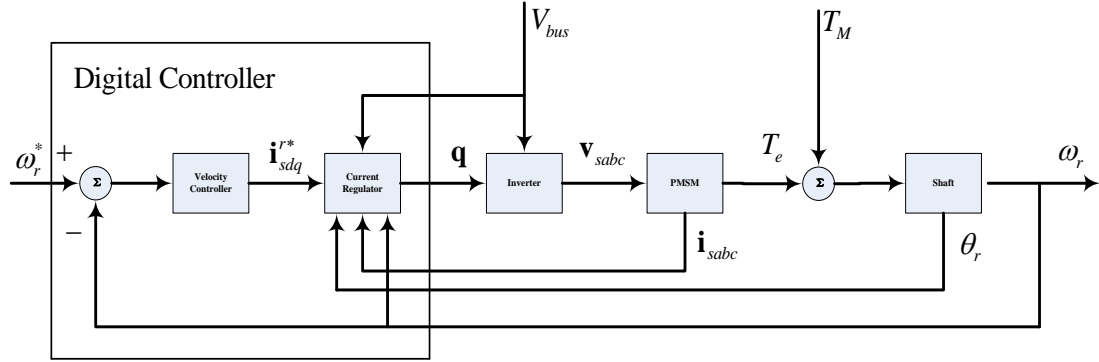 Digital Controller
V_bus
T_M
ω_r^*
+
Σ
−
Velocity
Controller
i_sdq^r*
Current
Regulator
q
Inverter
v_sabc
PMSM
i_sabc
T_e
Σ
Shaft
θ_r
ω_r